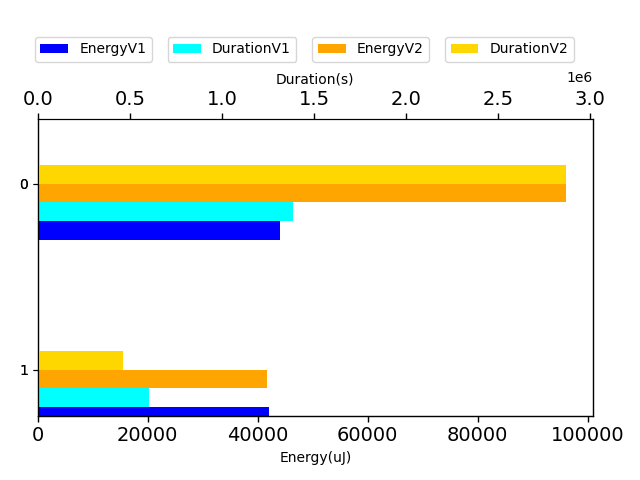 EnergyV1 DurationV1 EnergyV2 DurationV2
Duration(s)
1e6
0.0 0.5 1.0 1.5 2.0 2.5 3.0
0
1
0 20000 40000 60000 80000 100000
Energy(uJ)